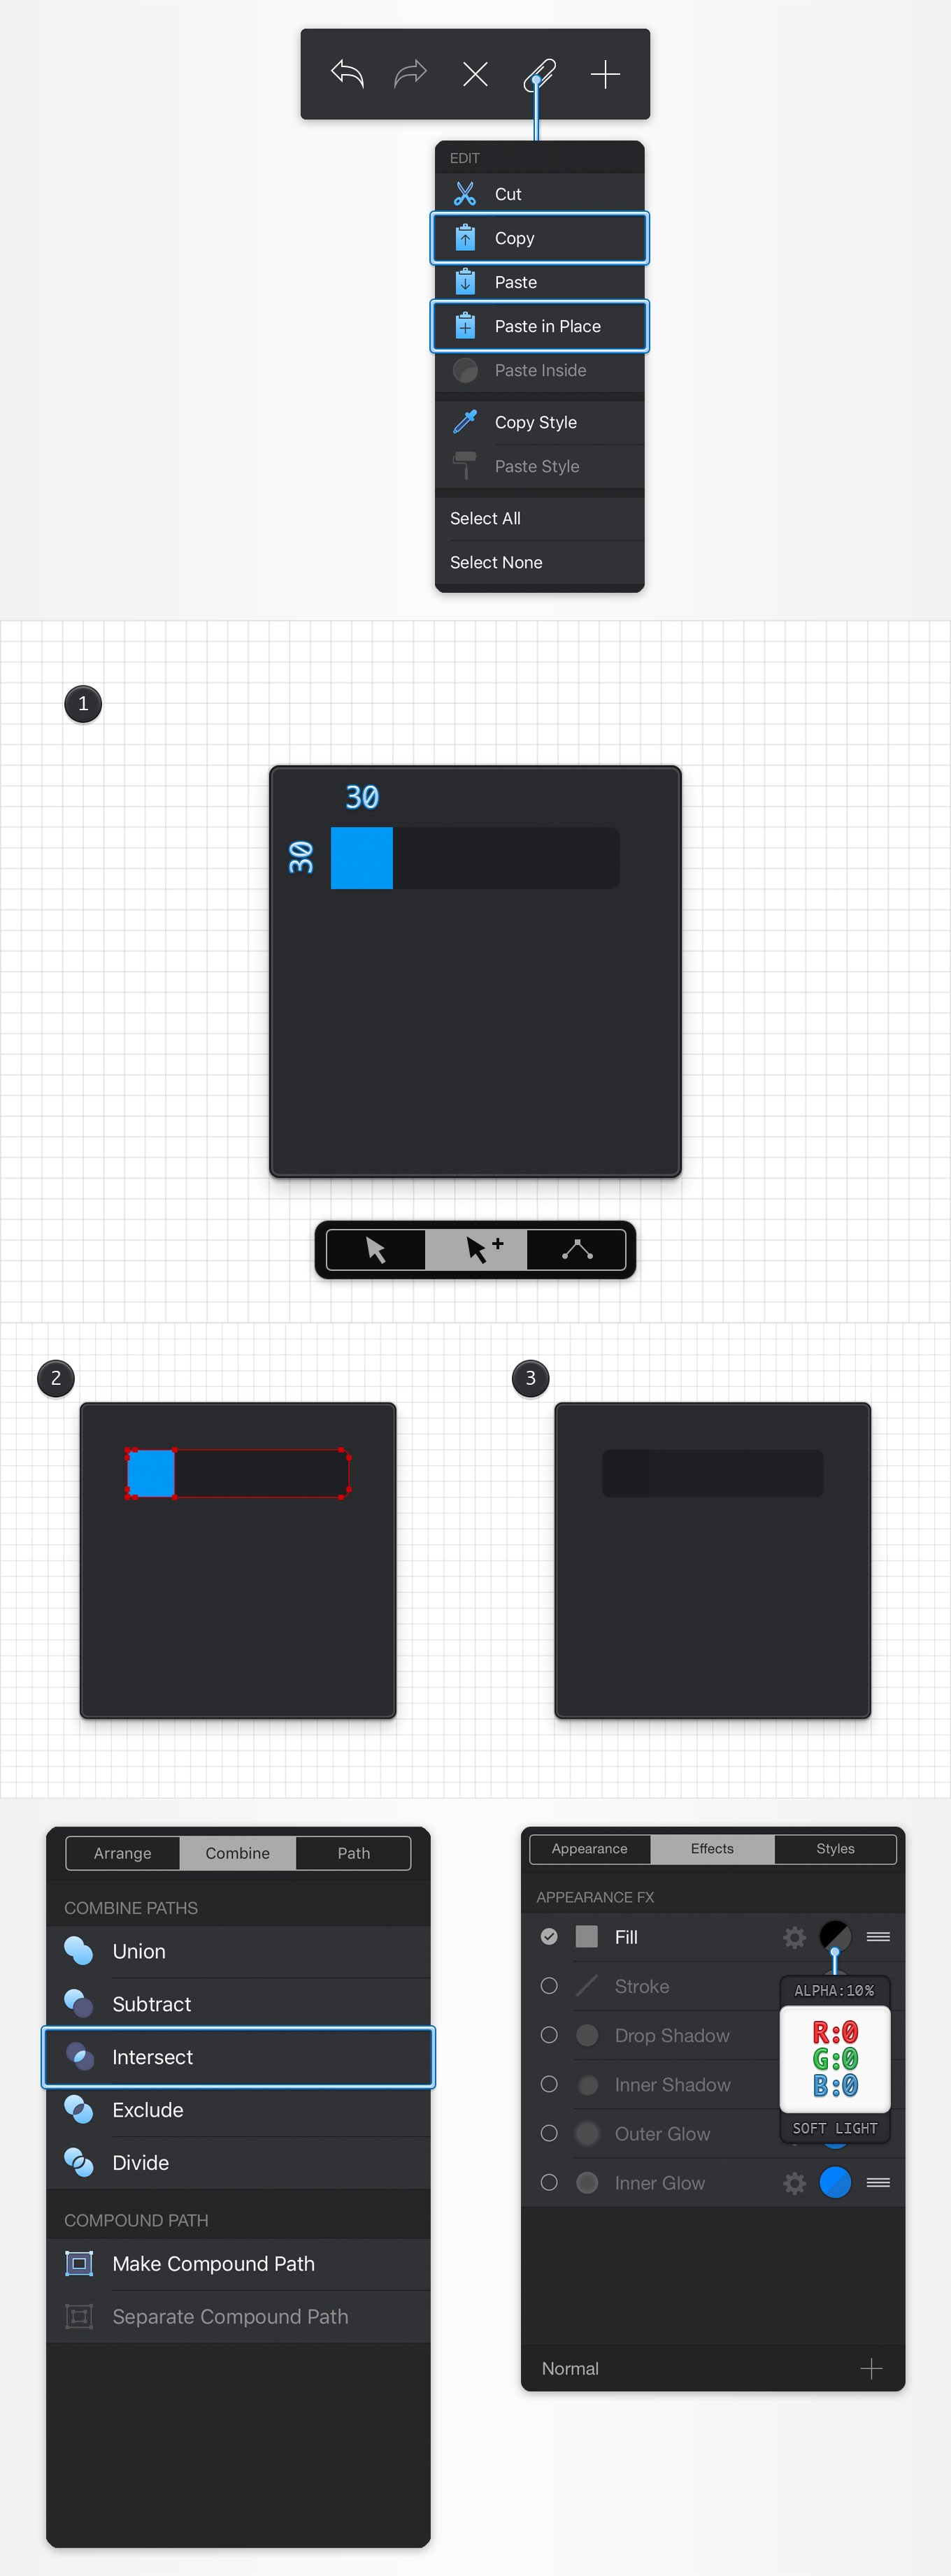 EDIT
Cut
Copy
Paste
Paste in Place
Paste Inside
Copy Style
Paste Style
Select All
Select None
1
30
30
2
3
Arrange
Combine
Path
COMBINE PATHS
Union
Subtract
Intersect
Exclude
Divide
COMPOUND PATH
Make Compound Path
Separate Compound Path
Appearance
Effects
Styles
APPEARANCE FX
Fill
Stroke
Drop Shadow
Inner Shadow
Outer Glow
Inner Glow
ALPHA:10%
R:0
G:0
B:0
SOFT LIGHT
Normal